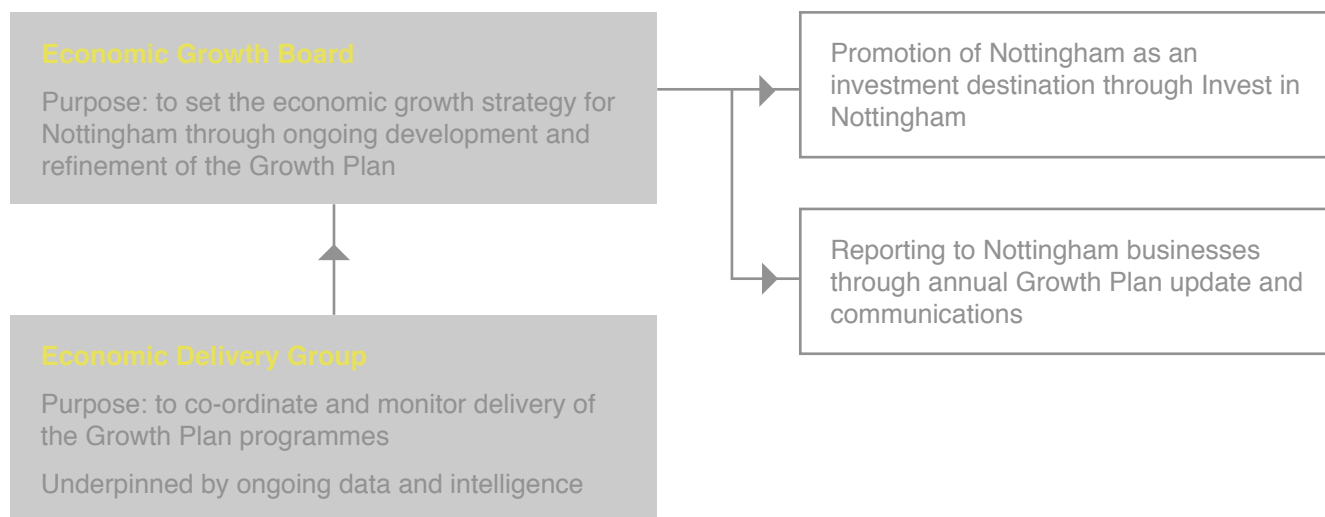 Economic Growth Board
Purpose: to set the economic growth strategy for
Nottingham through ongoing development and
refinement of the Growth Plan
Promotion of Nottingham as an
investment destination through Invest in
Nottingham
Reporting to Nottingham businesses
through annual Growth Plan update and
communications
Economic Delivery Group
Purpose: to co-ordinate and monitor delivery of
the Growth Plan programmes
Underpinned by ongoing data and intelligence